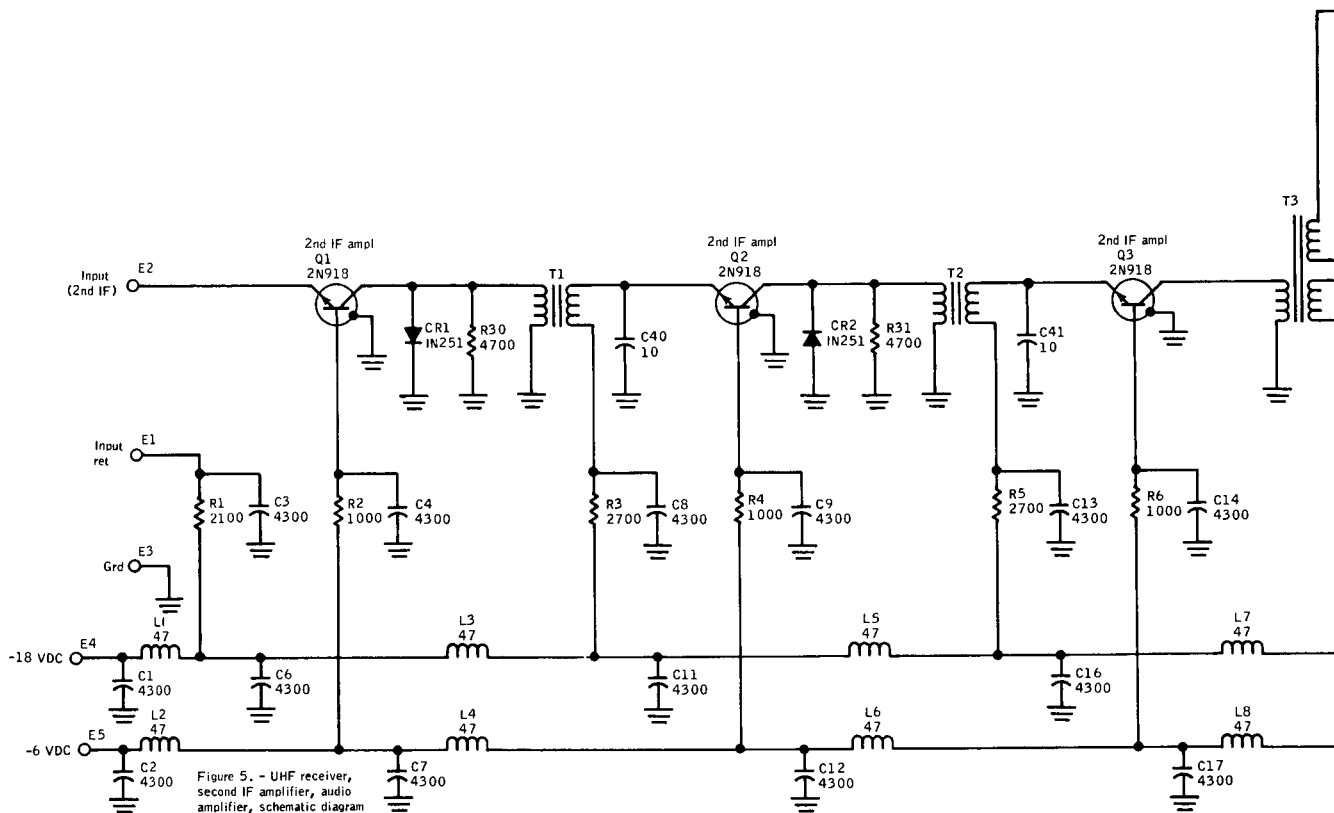 T3
2nd IF ampl
Q1
2N918
2nd IF ampl
Q2
2N918
2nd IF ampl
Q3
2N918
Input
(2nd IF)
E2
T1
T2
CR1
IN251
R30
4700
C40
10
CR2
IN251
R31
4700
C41
10
Input
ret
E1
R1
2100
C3
4300
R2
1000
C4
4300
R3
2700
C8
4300
R4
1000
C9
4300
R5
2700
C13
4300
R6
1000
C14
4300
Grd
E3
-18 VDC
E4
L1
47
L3
47
L5
47
L7
47
C1
4300
C6
4300
C11
4300
C16
4300
-6 VDC
E5
L2
47
L4
47
L6
47
L8
47
C2
4300
C7
4300
C12
4300
C17
4300
Figure 5. - UHF receiver,
second IF amplifier, audio
amplifier, schematic diagram